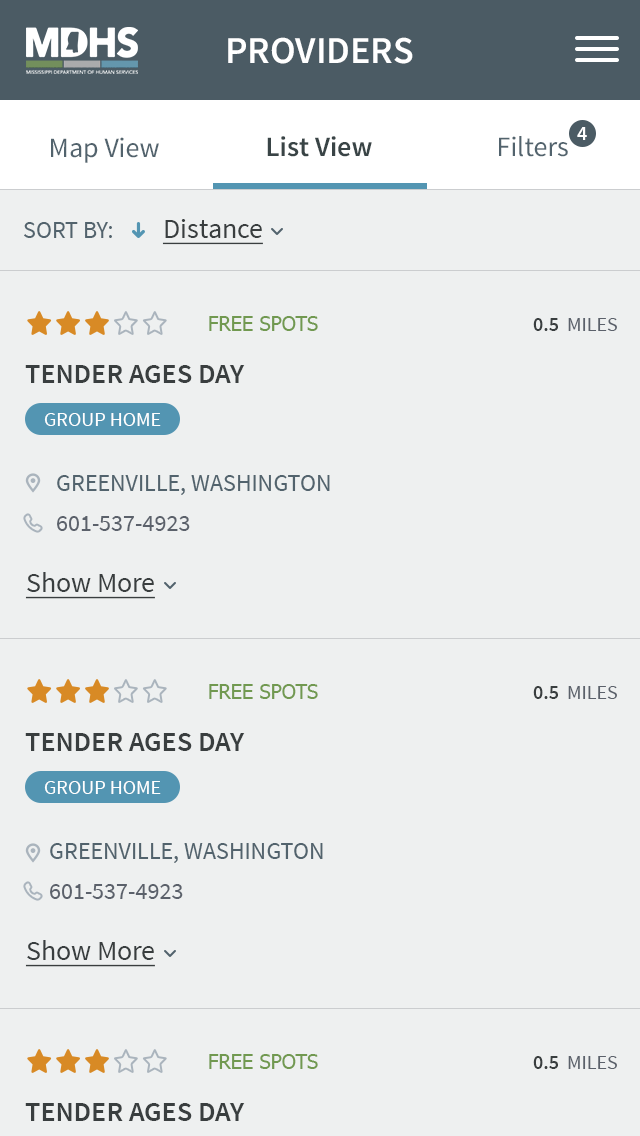 MDHS
MISSISSIPPI DEPARTMENT OF HUMAN SERVICES
PROVIDERS
Map View
List View
Filters
4
SORT BY:
Distance
FREE SPOTS
0.5 MILES
TENDER AGES DAY
GROUP HOME
GREENVILLE, WASHINGTON
601-537-4923
Show More
FREE SPOTS
0.5 MILES
TENDER AGES DAY
GROUP HOME
GREENVILLE, WASHINGTON
601-537-4923
Show More
FREE SPOTS
0.5 MILES
TENDER AGES DAY